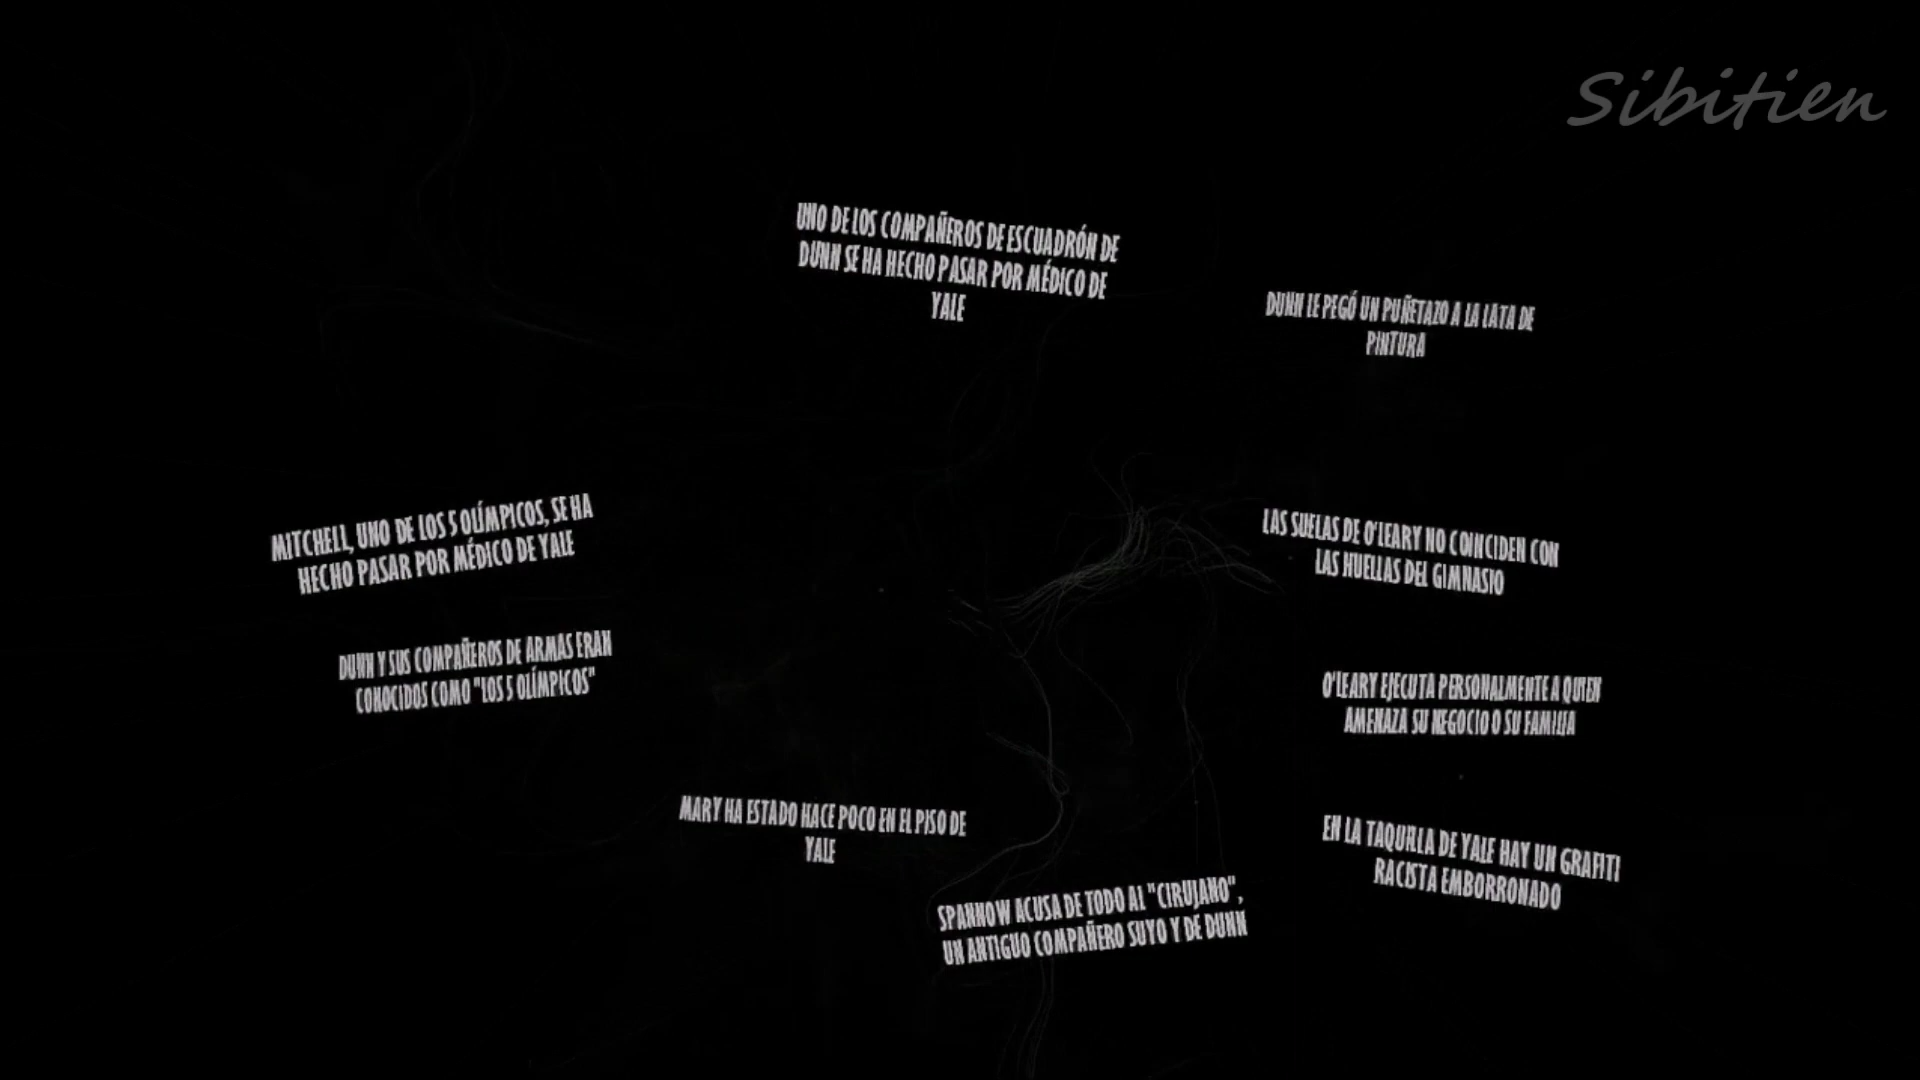 Sibitien
UNO DE LOS COMPAÑEROS DE ESCUADRÓN DE
DUNN SE HA HECHO PASAR POR MÉDICO DE
YALE
DUNN LE PEGÓ UN PUÑETAZO A LA LATA DE
PINTURA
MITCHELL, UNO DE LOS 5 OLÍMPICOS, SE HA
HECHO PASAR POR MÉDICO DE YALE
LAS SUELAS DE O'LEARY NO COINCIDEN CON
LAS HUELLAS DEL GIMNASIO
DUNN Y SUS COMPAÑEROS DE ARMAS ERAN
CONOCIDOS COMO "LOS 5 OLÍMPICOS"
O'LEARY EJECUTA PERSONALMENTE A QUIEN
AMENAZA SU NEGOCIO O SU FAMILIA
MARY HA ESTADO HACE POCO EN EL PISO DE
YALE
EN LA TAQUILLA DE YALE HAY UN GRAFITI
RACISTA EMBORRONADO
SPANNOW ACUSA DE TODO AL "CIRUJANO",
UN ANTIGUO COMPAÑERO SUYO Y DE DUNN